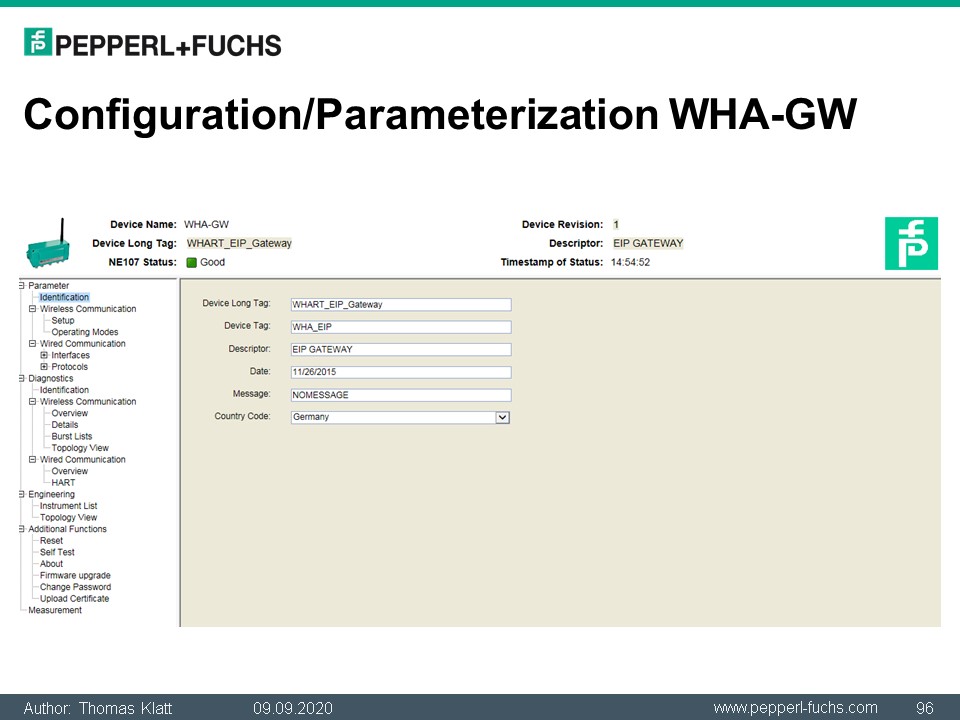 PEPPERL+FUCHS
Configuration/Parameterization WHA-GW
Device Name: WHA-GW
Device Revision: 1
Device Long Tag: WHART_EIP_Gateway
Descriptor: EIP GATEWAY
NE107 Status: Good
Timestamp of Status: 14:54:52
Parameter
Identification
Wireless Communication
Setup
Operating Modes
Wired Communication
Interfaces
Protocols
Diagnostics
Identification
Wireless Communication
Overview
Details
Burst Lists
Topology View
Wired Communication
Overview
HART
Engineering
Instrument List
Topology View
Additional Functions
Reset
Self Test
About
Firmware upgrade
Change Password
Upload Certificate
Measurement
Device Long Tag: WHART_EIP_Gateway
Device Tag: WHA_EIP
Descriptor: EIP GATEWAY
Date: 11/26/2015
Message: NOMESSAGE
Country Code: Germany
Author: Thomas Klatt 09.09.2020 www.pepperl-fuchs.com 96